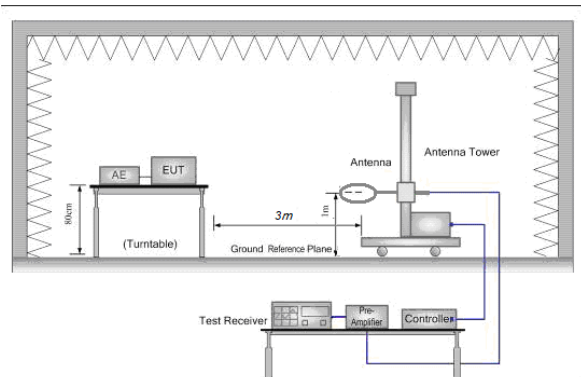 Antenna Tower
Antenna
EUT
AE
80cm
3m
1m
(Turntable)
Ground Reference Plane
Test Receiver
Pre-
Amplifier
Controller